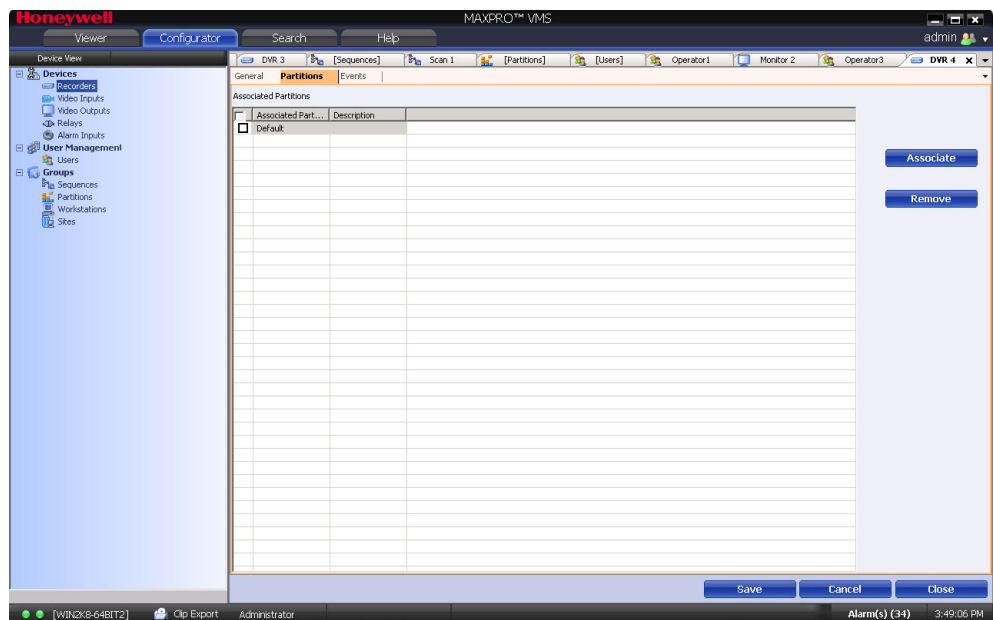 Honeywell
MAXPRO™ VMS
Viewer Configurator Search Help admin
Device View
DVR 3 [Sequences] Scan 1 [Partitions] [Users] Operator1 Monitor 2 Operator3 DVR 4
Devices
Recorders
Video Inputs
Video Outputs
Relays
Alarm Inputs
User Management
Users
Groups
Sequences
Partitions
Workstations
Sites
General Partitions Events
Associated Partitions
Associated Part... Description
Default
Associate
Remove
Save Cancel Close
[WIN2K8-64BIT2] Clip Export Administrator Alarm(s) (34) 3:49:06 PM